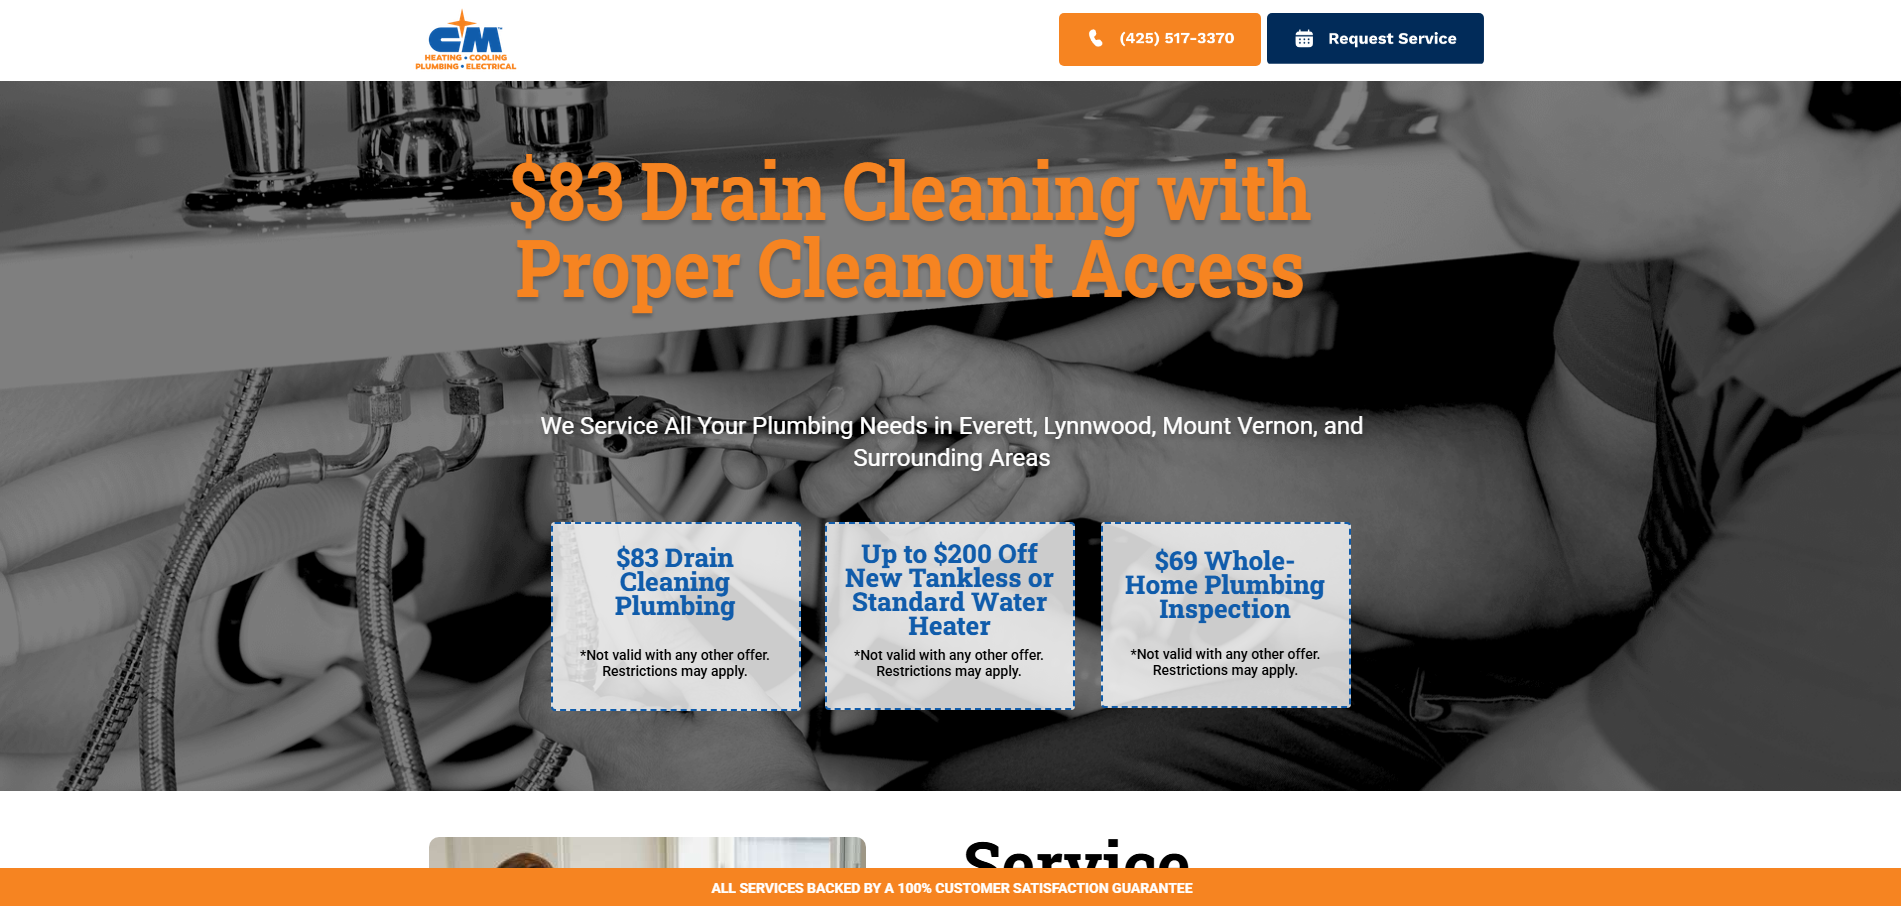 CM™
HEATING • COOLING
PLUMBING • ELECTRICAL
(425) 517-3370
Request Service
$83 Drain Cleaning with
Proper Cleanout Access
We Service All Your Plumbing Needs in Everett, Lynnwood, Mount Vernon, and
Surrounding Areas
$83 Drain
Cleaning
Plumbing
*Not valid with any other offer.
Restrictions may apply.
Up to $200 Off
New Tankless or
Standard Water
Heater
*Not valid with any other offer.
Restrictions may apply.
$69 Whole-
Home Plumbing
Inspection
*Not valid with any other offer.
Restrictions may apply.
Service
ALL SERVICES BACKED BY A 100% CUSTOMER SATISFACTION GUARANTEE